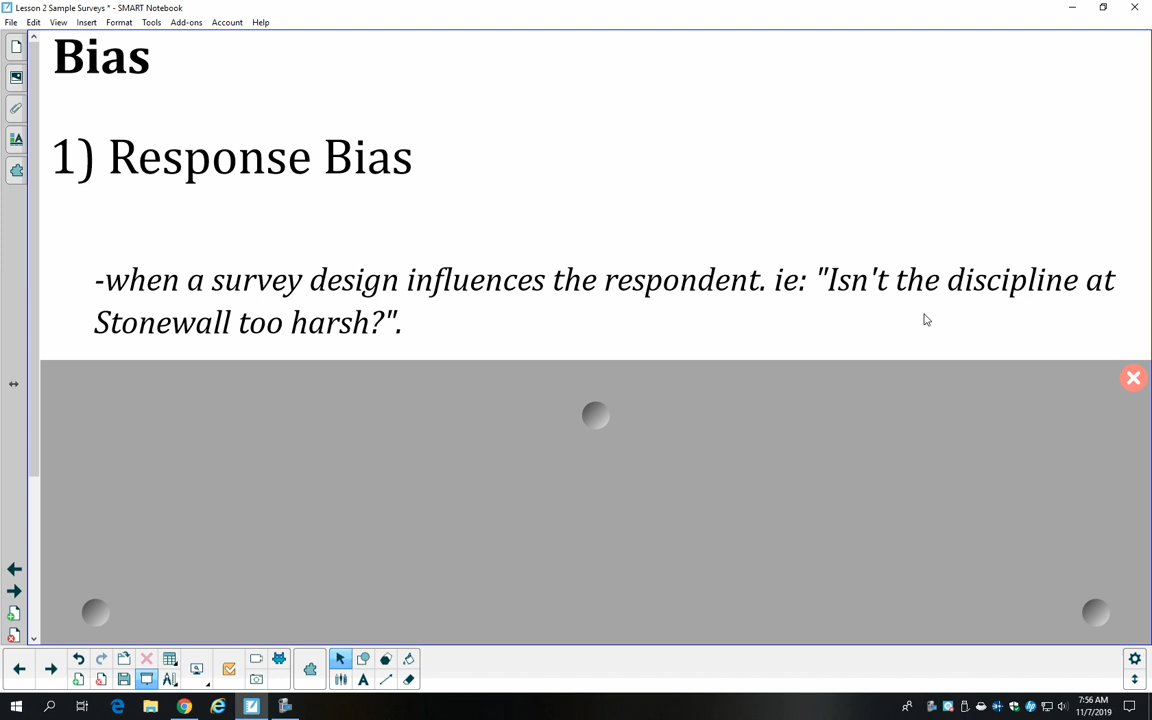 Lesson 2 Sample Surveys * - SMART Notebook
File Edit View Insert Format Tools Add-ons Account Help
Bias
1) Response Bias
-when a survey design influences the respondent. ie: "Isn't the discipline at
Stonewall too harsh?".
7:56 AM
11/7/2019